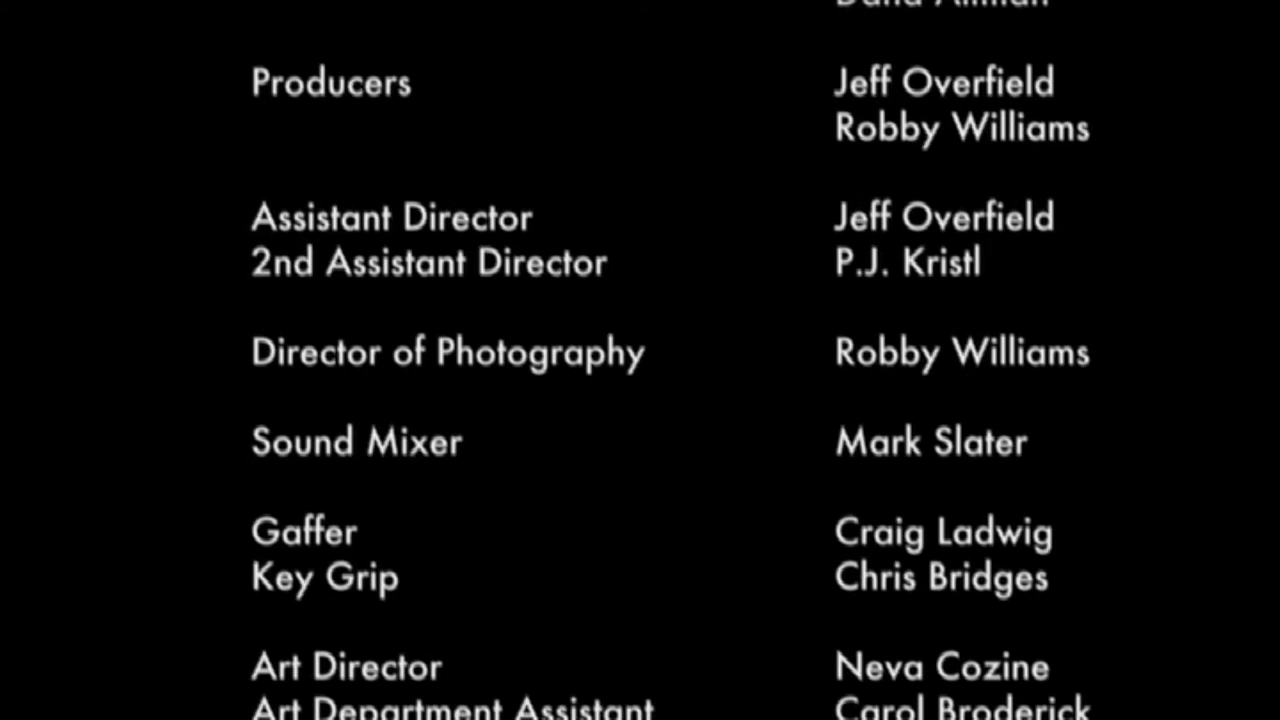 Producers Jeff Overfield
Robby Williams
Assistant Director Jeff Overfield
2nd Assistant Director P.J. Kristl
Director of Photography Robby Williams
Sound Mixer Mark Slater
Gaffer Craig Ladwig
Key Grip Chris Bridges
Art Director Neva Cozine
Art Department Assistant Carol Broderick